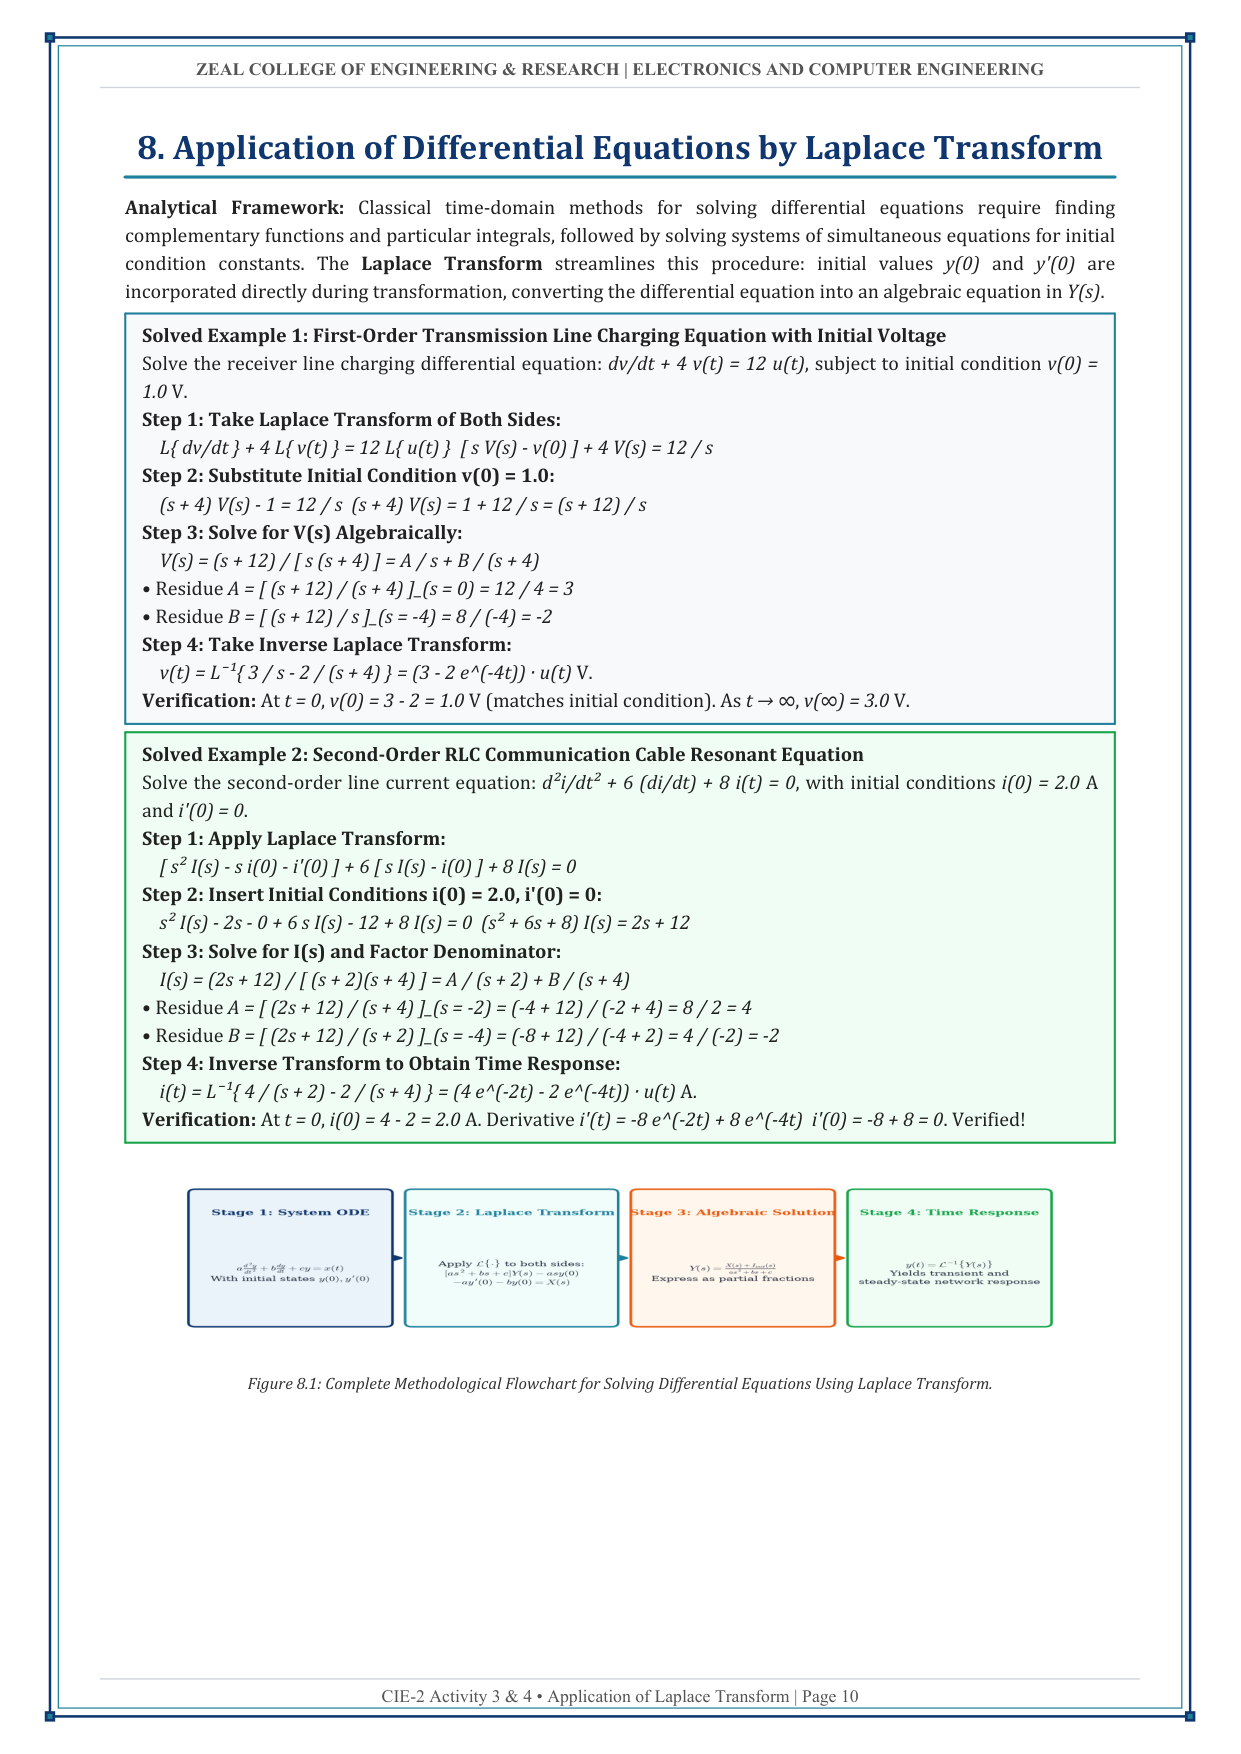 ZEAL COLLEGE OF ENGINEERING & RESEARCH | ELECTRONICS AND COMPUTER ENGINEERING
8. Application of Differential Equations by Laplace Transform
Analytical Framework: Classical time-domain methods for solving differential equations require finding
complementary functions and particular integrals, followed by solving systems of simultaneous equations for initial
condition constants. The Laplace Transform streamlines this procedure: initial values y(0) and y'(0) are
incorporated directly during transformation, converting the differential equation into an algebraic equation in Y(s).
Solved Example 1: First-Order Transmission Line Charging Equation with Initial Voltage
Solve the receiver line charging differential equation: dv/dt + 4 v(t) = 12 u(t), subject to initial condition v(0) =
1.0 V.
Step 1: Take Laplace Transform of Both Sides:
L{ dv/dt } + 4 L{ v(t) } = 12 L{ u(t) } [ s V(s) - v(0) ] + 4 V(s) = 12 / s
Step 2: Substitute Initial Condition v(0) = 1.0:
(s + 4) V(s) - 1 = 12 / s (s + 4) V(s) = 1 + 12 / s = (s + 12) / s
Step 3: Solve for V(s) Algebraically:
V(s) = (s + 12) / [ s (s + 4) ] = A / s + B / (s + 4)
• Residue A = [ (s + 12) / (s + 4) ]_(s = 0) = 12 / 4 = 3
• Residue B = [ (s + 12) / s ]_(s = -4) = 8 / (-4) = -2
Step 4: Take Inverse Laplace Transform:
v(t) = L⁻¹{ 3 / s - 2 / (s + 4) } = (3 - 2 e^(-4t)) · u(t) V.
Verification: At t = 0, v(0) = 3 - 2 = 1.0 V (matches initial condition). As t → ∞, v(∞) = 3.0 V.
Solved Example 2: Second-Order RLC Communication Cable Resonant Equation
Solve the second-order line current equation: d²i/dt² + 6 (di/dt) + 8 i(t) = 0, with initial conditions i(0) = 2.0 A
and i'(0) = 0.
Step 1: Apply Laplace Transform:
[ s² I(s) - s i(0) - i'(0) ] + 6 [ s I(s) - i(0) ] + 8 I(s) = 0
Step 2: Insert Initial Conditions i(0) = 2.0, i'(0) = 0:
s² I(s) - 2s - 0 + 6 s I(s) - 12 + 8 I(s) = 0 (s² + 6s + 8) I(s) = 2s + 12
Step 3: Solve for I(s) and Factor Denominator:
I(s) = (2s + 12) / [ (s + 2)(s + 4) ] = A / (s + 2) + B / (s + 4)
• Residue A = [ (2s + 12) / (s + 4) ]_(s = -2) = (-4 + 12) / (-2 + 4) = 8 / 2 = 4
• Residue B = [ (2s + 12) / (s + 2) ]_(s = -4) = (-8 + 12) / (-4 + 2) = 4 / (-2) = -2
Step 4: Inverse Transform to Obtain Time Response:
i(t) = L⁻¹{ 4 / (s + 2) - 2 / (s + 4) } = (4 e^(-2t) - 2 e^(-4t)) · u(t) A.
Verification: At t = 0, i(0) = 4 - 2 = 2.0 A. Derivative i'(t) = -8 e^(-2t) + 8 e^(-4t) i'(0) = -8 + 8 = 0. Verified!
Stage 1: System ODE
a d²y/dt² + b dy/dt + cy = x(t)
With initial states y(0), y′(0)
Stage 2: Laplace Transform
Apply ℒ{·} to both sides:
[as² + bs + c]Y(s) − asy(0)
−ay′(0) − by(0) = X(s)
Stage 3: Algebraic Solution
Y(s) =
as² + bs + c
Express as partial fractions
Stage 4: Time Response
y(t) = ℒ⁻¹{Y(s)}
Yields transient and
steady-state network response
Figure 8.1: Complete Methodological Flowchart for Solving Differential Equations Using Laplace Transform.
CIE-2 Activity 3 & 4 • Application of Laplace Transform | Page 10